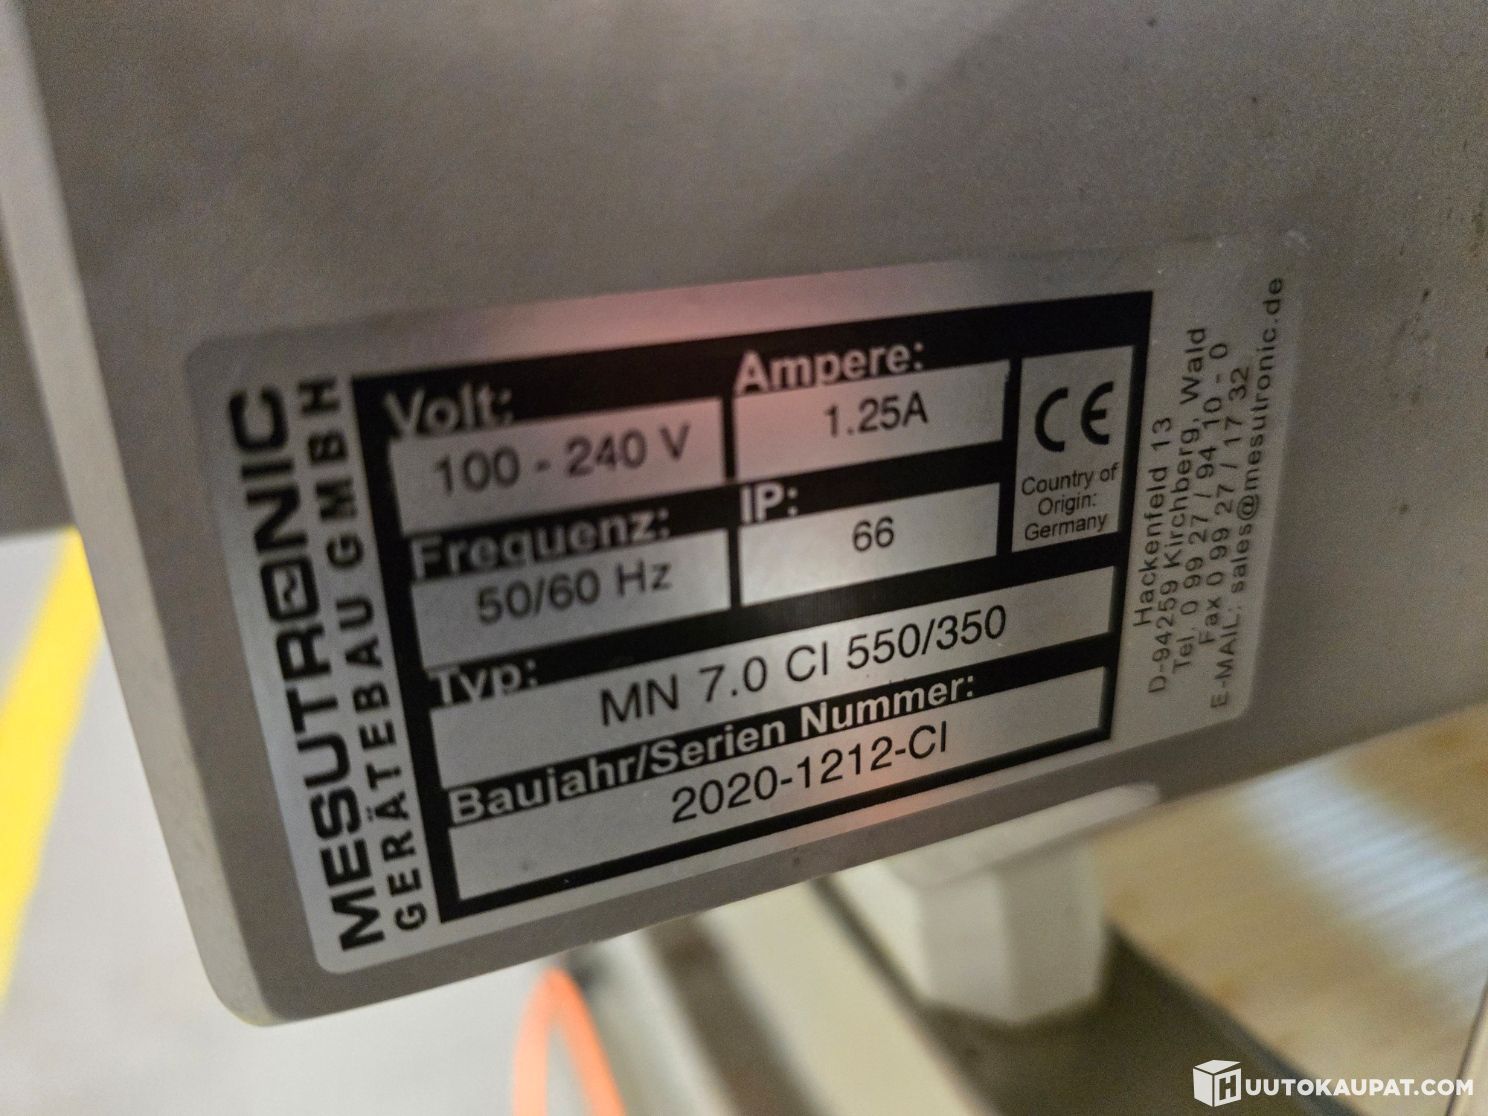 MESUTRONIC
GERÄTEBAU GMBH
Volt:
100 - 240 V
Ampere:
1.25A
Frequenz:
50/60 Hz
IP:
66
CE
Country of
Origin:
Germany
Typ:
MN 7.0 CI 550/350
Baujahr/Serien Nummer:
2020-1212-CI
Hackenfeld 13
D-94259 Kirchberg, Wald
Tel. 0 99 27 / 94 10 - 0
Fax 0 99 27 / 17 32
E-MAIL: sales@mesutronic.de
HUUTOKAUPAT.COM